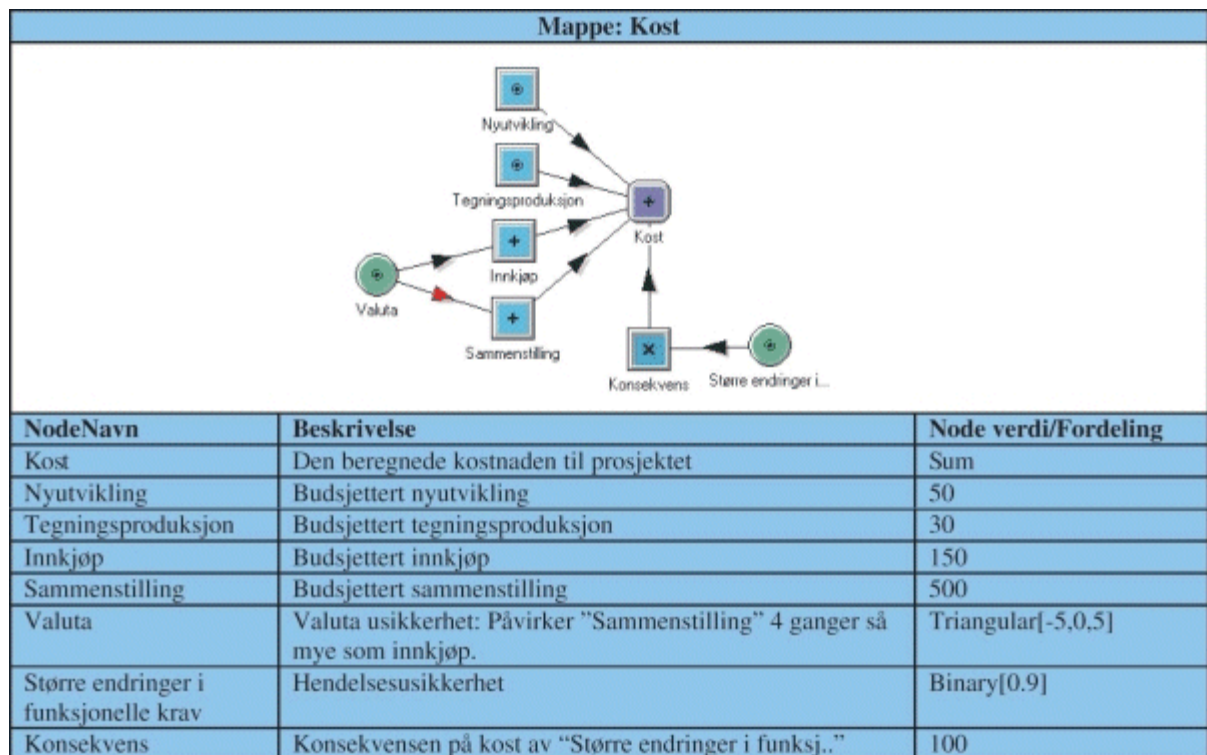 Mappe: Kost
Nyutvikling
Tegningsproduksjon
Kost
Innkjøp
Valuta
Sammenstilling
Konsekvens
Større endringer i...
NodeNavn Beskrivelse Node verdi/Fordeling
Kost Den beregnede kostnaden til prosjektet Sum
Nyutvikling Budsjettert nyutvikling 50
Tegningsproduksjon Budsjettert tegningsproduksjon 30
Innkjøp Budsjettert innkjøp 150
Sammenstilling Budsjettert sammenstilling 500
Valuta Valuta usikkerhet: Påvirker ”Sammenstilling” 4 ganger så Triangular[-5,0,5]
mye som innkjøp.
Større endringer i Hendelsesusikkerhet Binary[0.9]
funksjonelle krav
Konsekvens Konsekvensen på kost av “Større endringer i funksj..” 100